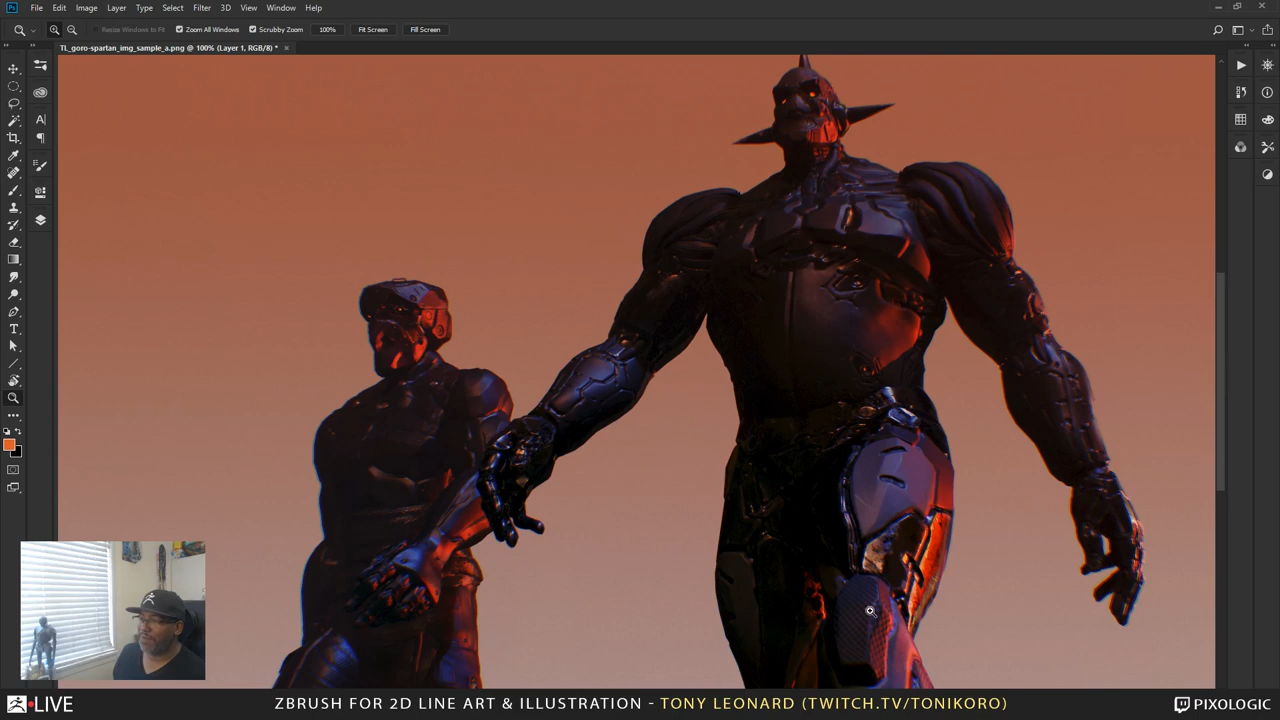 Ps File Edit Image Layer Type Select Filter 3D View Window Help
Resize Windows to Fit Zoom All Windows Scrubby Zoom 100% Fit Screen Fill Screen
TL_goro-spartan_img_sample_a.png @ 100% (Layer 1, RGB/8) *
LIVE ZBRUSH FOR 2D LINE ART & ILLUSTRATION - TONY LEONARD (TWITCH.TV/TONIKORO) PIXOLOGIC